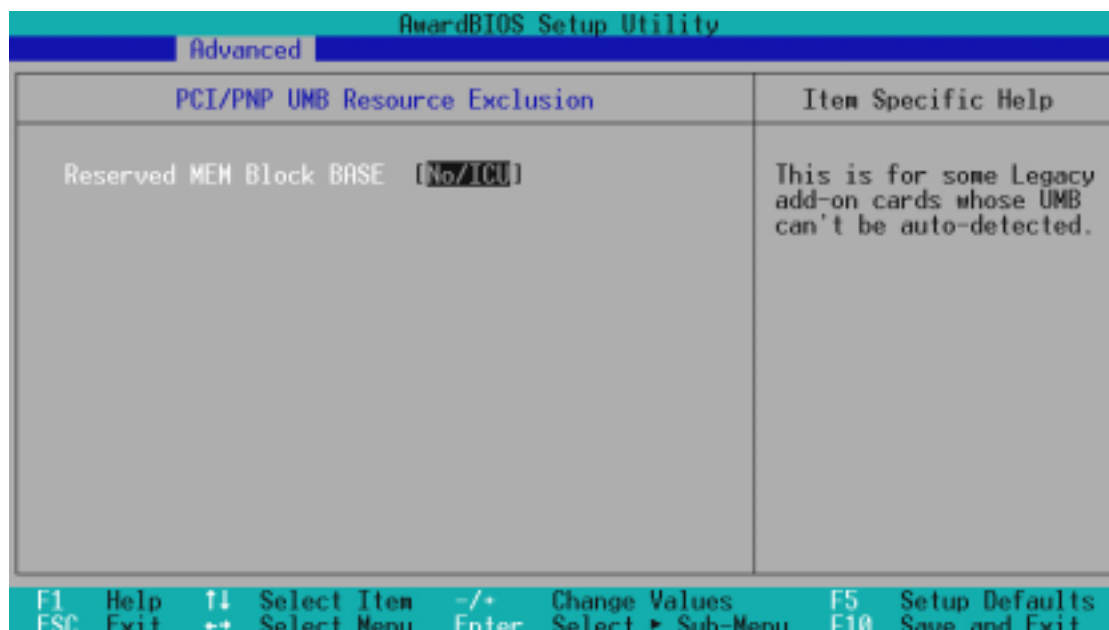 AwardBIOS Setup Utility
Advanced
PCI/PNP UMB Resource Exclusion
Item Specific Help
Reserved MEM Block BASE [No/ICU]
This is for some Legacy
add-on cards whose UMB
can't be auto-detected.
F1 Help ↑↓ Select Item -/+ Change Values F5 Setup Defaults
ESC Exit ←→ Select Menu Enter Select ► Sub-Menu F10 Save and Exit